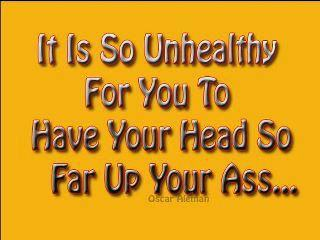 It Is So Unhealthy
For You To
Have Your Head So
Far Up Your Ass...
Oscar